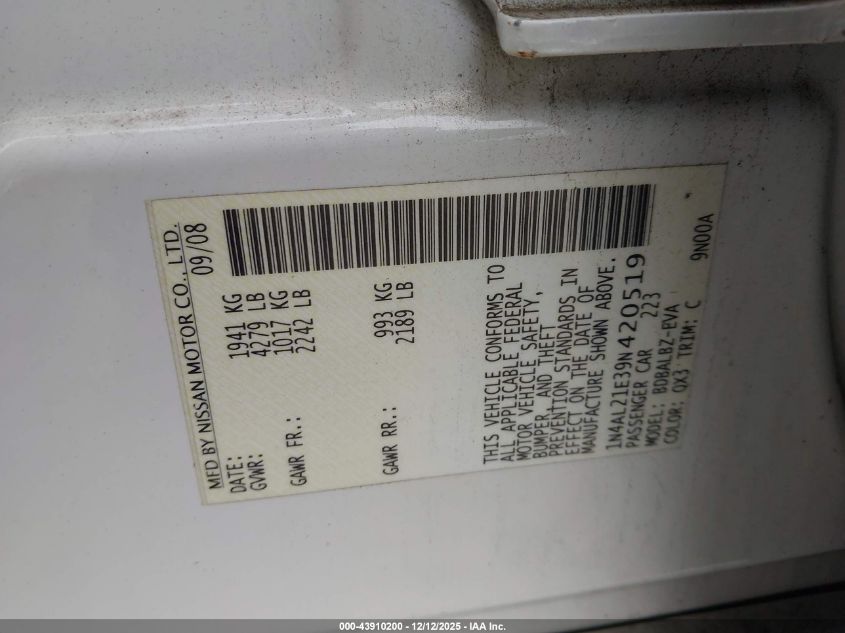 MFD BY NISSAN MOTOR CO., LTD.
DATE: 09/08
GVWR: 1941 KG
4279 LB
GAWR FR.: 1017 KG
2242 LB
GAWR RR.: 993 KG
2189 LB
THIS VEHICLE CONFORMS TO
ALL APPLICABLE FEDERAL
MOTOR VEHICLE SAFETY,
BUMPER, AND THEFT
PREVENTION STANDARDS IN
EFFECT ON THE DATE OF
MANUFACTURE SHOWN ABOVE.
1N4AL21E39N420519
PASSENGER CAR 223
MODEL: BDBALBZ-EVA
COLOR: QX3 TRIM: C
9N00A
000-43910200 - 12/12/2025 - IAA Inc.